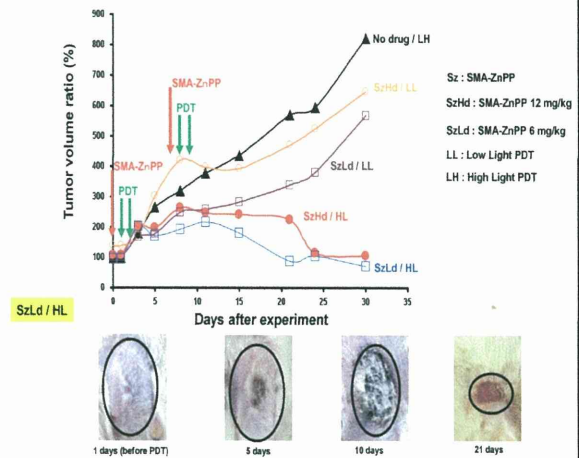 Tumor volume ratio (%)
900
800
700
600
500
400
300
200
100
0
0
5
10
15
20
25
30
35
Days after experiment
SMA-ZnPP
PDT
SMA-ZnPP
PDT
No drug / LH
SzHd / LL
SzLd / LL
SzHd / HL
SzLd / HL
Sz : SMA-ZnPP
SzHd : SMA-ZnPP 12 mg/kg
SzLd : SMA-ZnPP 6 mg/kg
LL : Low Light PDT
LH : High Light PDT
SzLd / HL
1 days (before PDT)
5 days
10 days
21 days